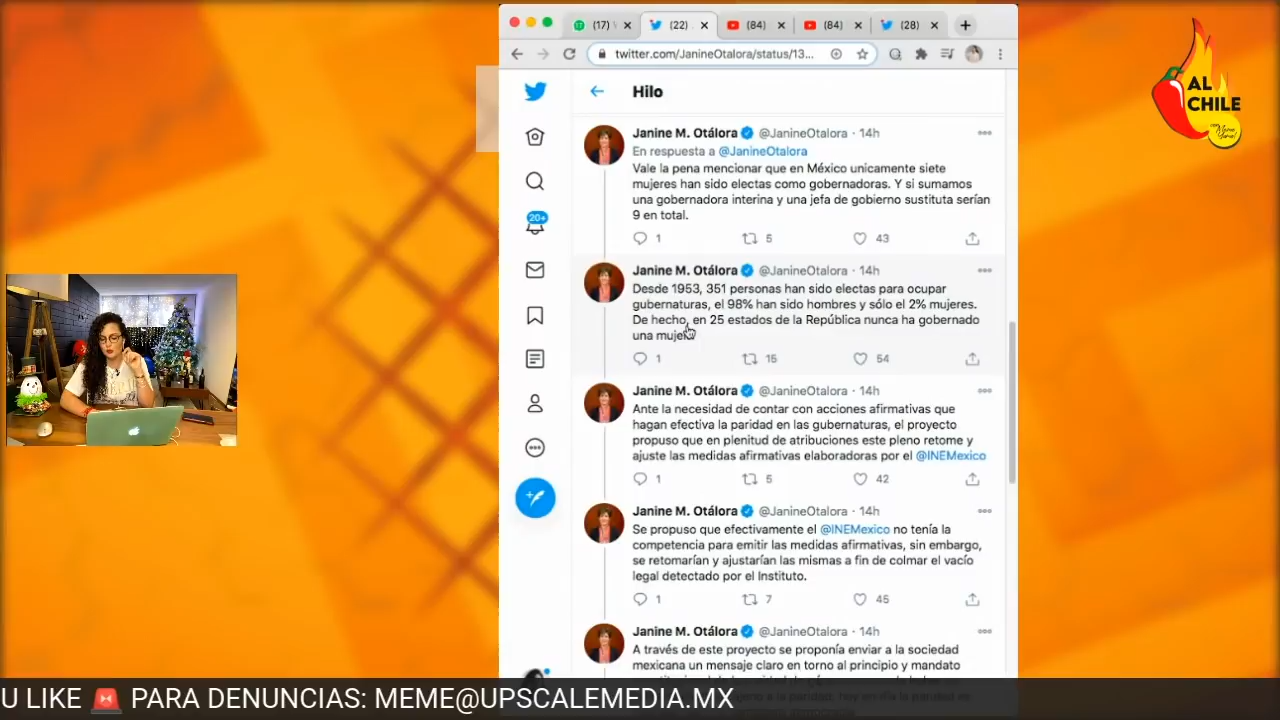 (17)
(22)
(84)
(84)
(28)
twitter.com/JanineOtalora/status/13...
Hilo
20+
Janine M. Otálora @JanineOtalora · 14h
En respuesta a @JanineOtalora
Vale la pena mencionar que en México unicamente siete
mujeres han sido electas como gobernadoras. Y si sumamos
una gobernadora interina y una jefa de gobierno sustituta serían
9 en total.
1 5 43
Janine M. Otálora @JanineOtalora · 14h
Desde 1953, 351 personas han sido electas para ocupar
gubernaturas, el 98% han sido hombres y sólo el 2% mujeres.
De hecho, en 25 estados de la República nunca ha gobernado
una mujer.
1 15 54
Janine M. Otálora @JanineOtalora · 14h
Ante la necesidad de contar con acciones afirmativas que
hagan efectiva la paridad en las gubernaturas, el proyecto
propuso que en plenitud de atribuciones este pleno retome y
ajuste las medidas afirmativas elaboradoras por el @INEMexico
1 5 42
Janine M. Otálora @JanineOtalora · 14h
Se propuso que efectivamente el @INEMexico no tenía la
competencia para emitir las medidas afirmativas, sin embargo,
se retomarían y ajustarían las mismas a fin de colmar el vacío
legal detectado por el Instituto.
1 7 45
Janine M. Otálora @JanineOtalora · 14h
A través de este proyecto se proponía enviar a la sociedad
mexicana un mensaje claro en torno al principio y mandato
AL
CHILE
U LIKE 🚨 PARA DENUNCIAS: MEME@UPSCALEMEDIA.MX